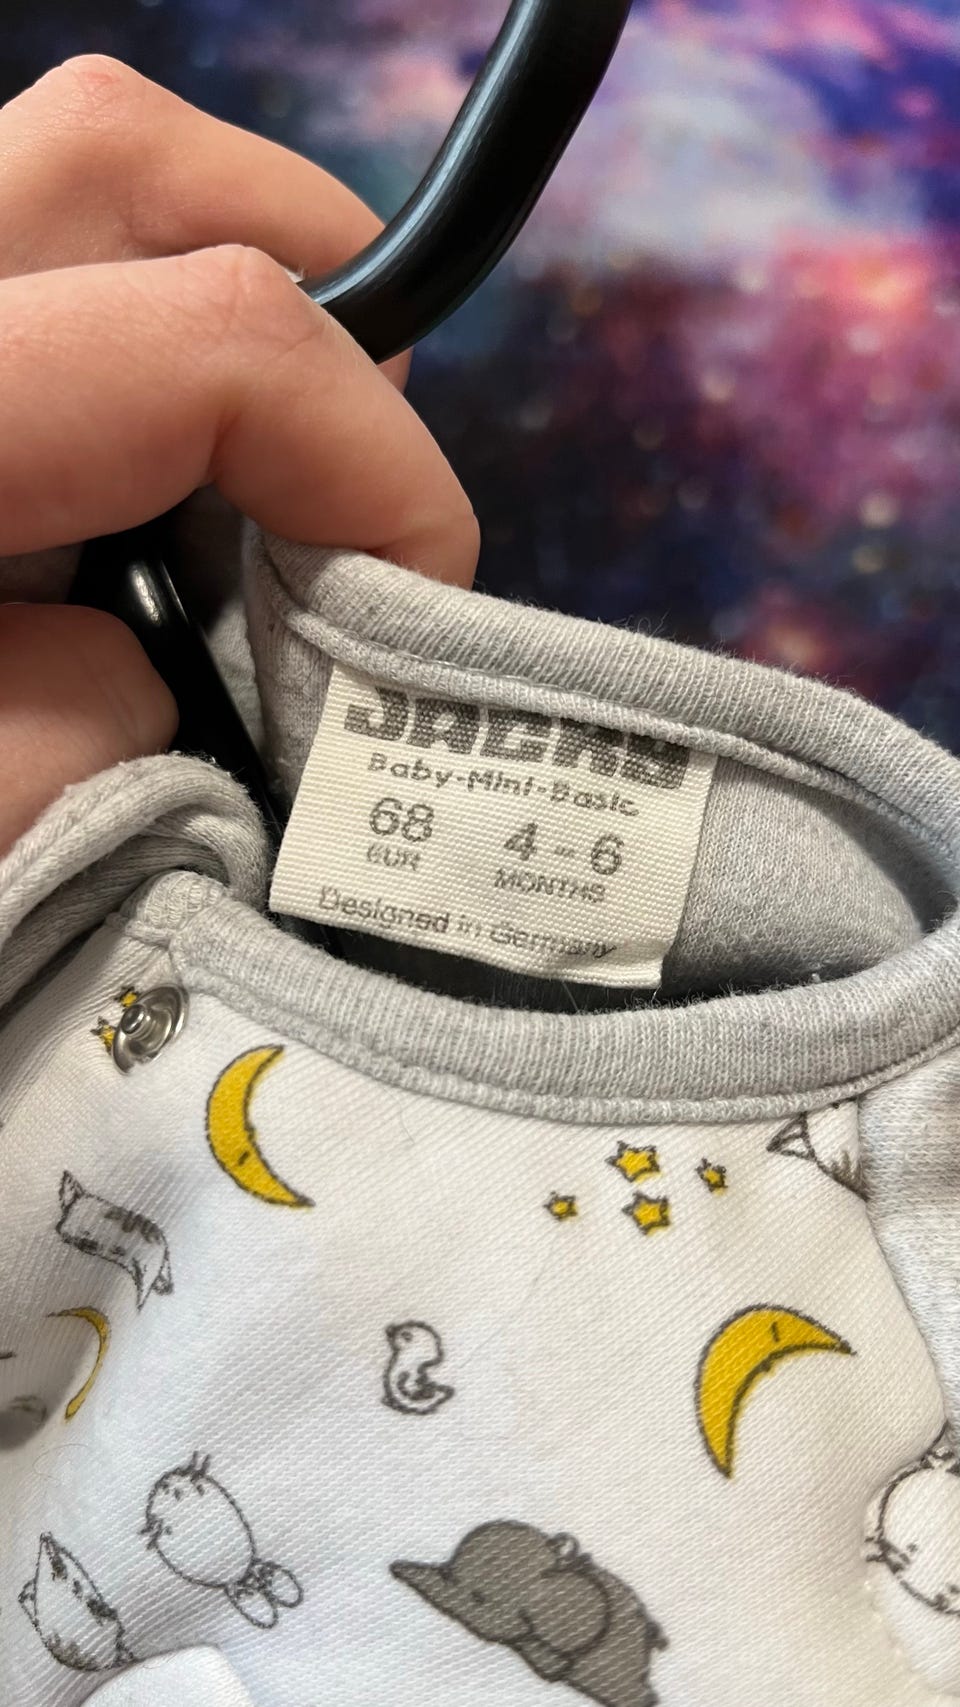 JACKY
Baby-Mini-Basic
68 4-6
EUR MONTHS
Designed in Germany